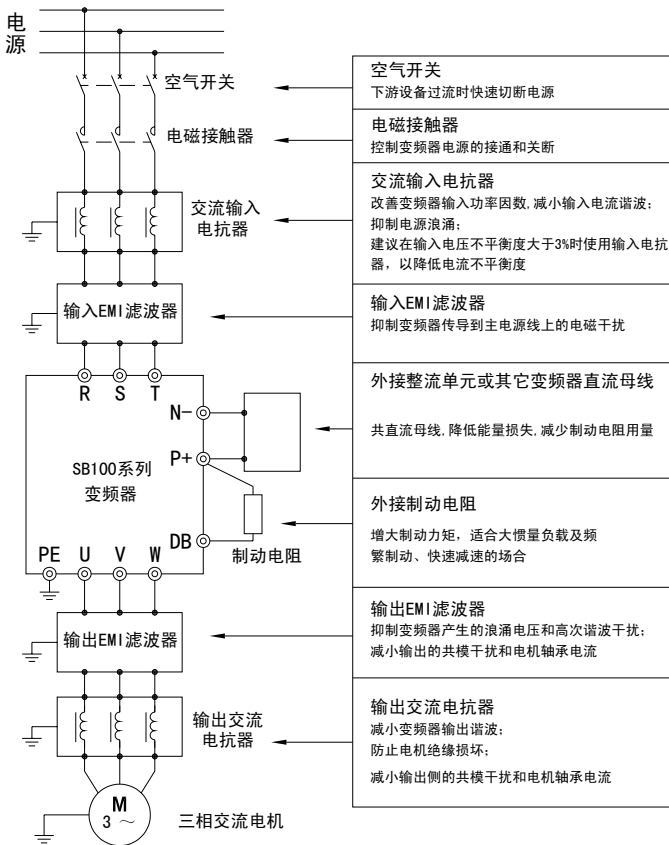 电
源
空气开关
电磁接触器
交流输入
电抗器
输入EMI滤波器
R S T
N-
P+
SB100系列
变频器
DB
制动电阻
PE U V W
输出EMI滤波器
输出交流
电抗器
M
3 ～
三相交流电机
空气开关
下游设备过流时快速切断电源
电磁接触器
控制变频器电源的接通和关断
交流输入电抗器
改善变频器输入功率因数,减小输入电流谐波;
抑制电源浪涌;
建议在输入电压不平衡度大于3%时使用输入电抗
器，以降低电流不平衡度
输入EMI滤波器
抑制变频器传导到主电源线上的电磁干扰
外接整流单元或其它变频器直流母线
共直流母线,降低能量损失,减少制动电阻用量
外接制动电阻
增大制动力矩，适合大惯量负载及频
繁制动、快速减速的场合
输出EMI滤波器
抑制变频器产生的浪涌电压和高次谐波干扰;
减小输出的共模干扰和电机轴承电流
输出交流电抗器
减小变频器输出谐波;
防止电机绝缘损坏;
减小输出侧的共模干扰和电机轴承电流